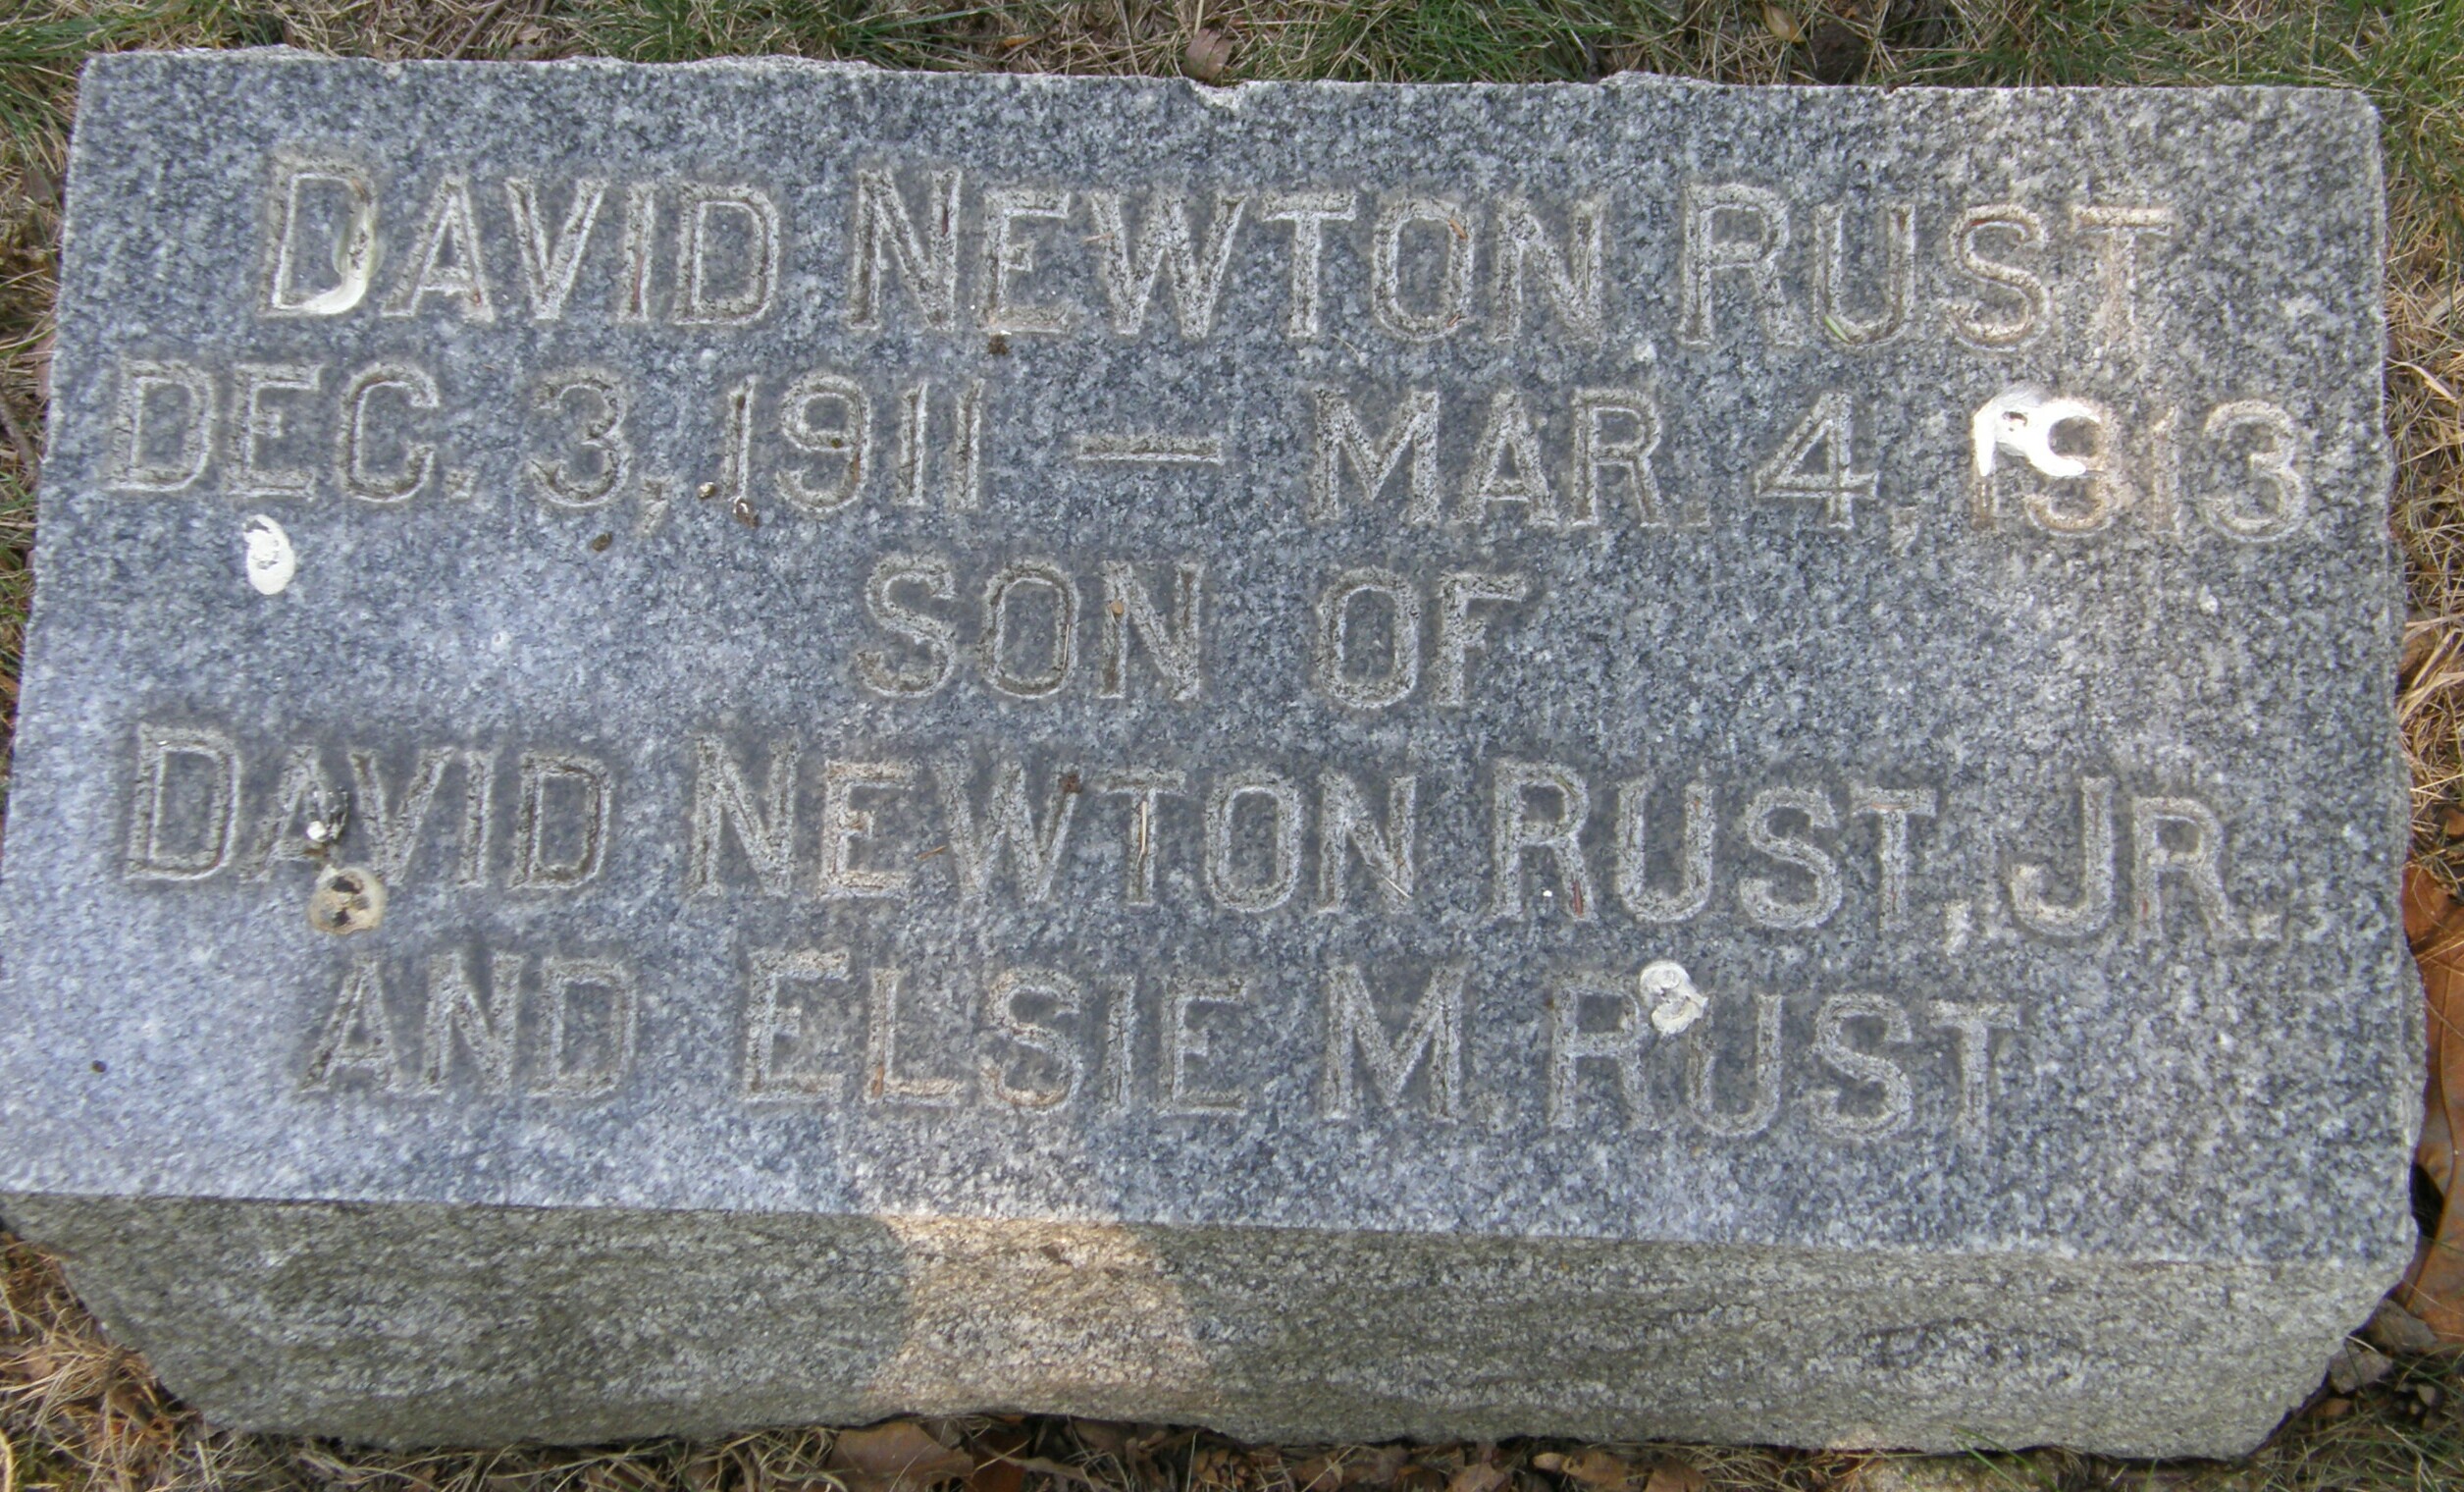 DAVID NEWTON RUST
DEC. 3, 1911 — MAR. 4, 1913
SON OF
DAVID NEWTON RUST, JR.
AND ELSIE M. RUST